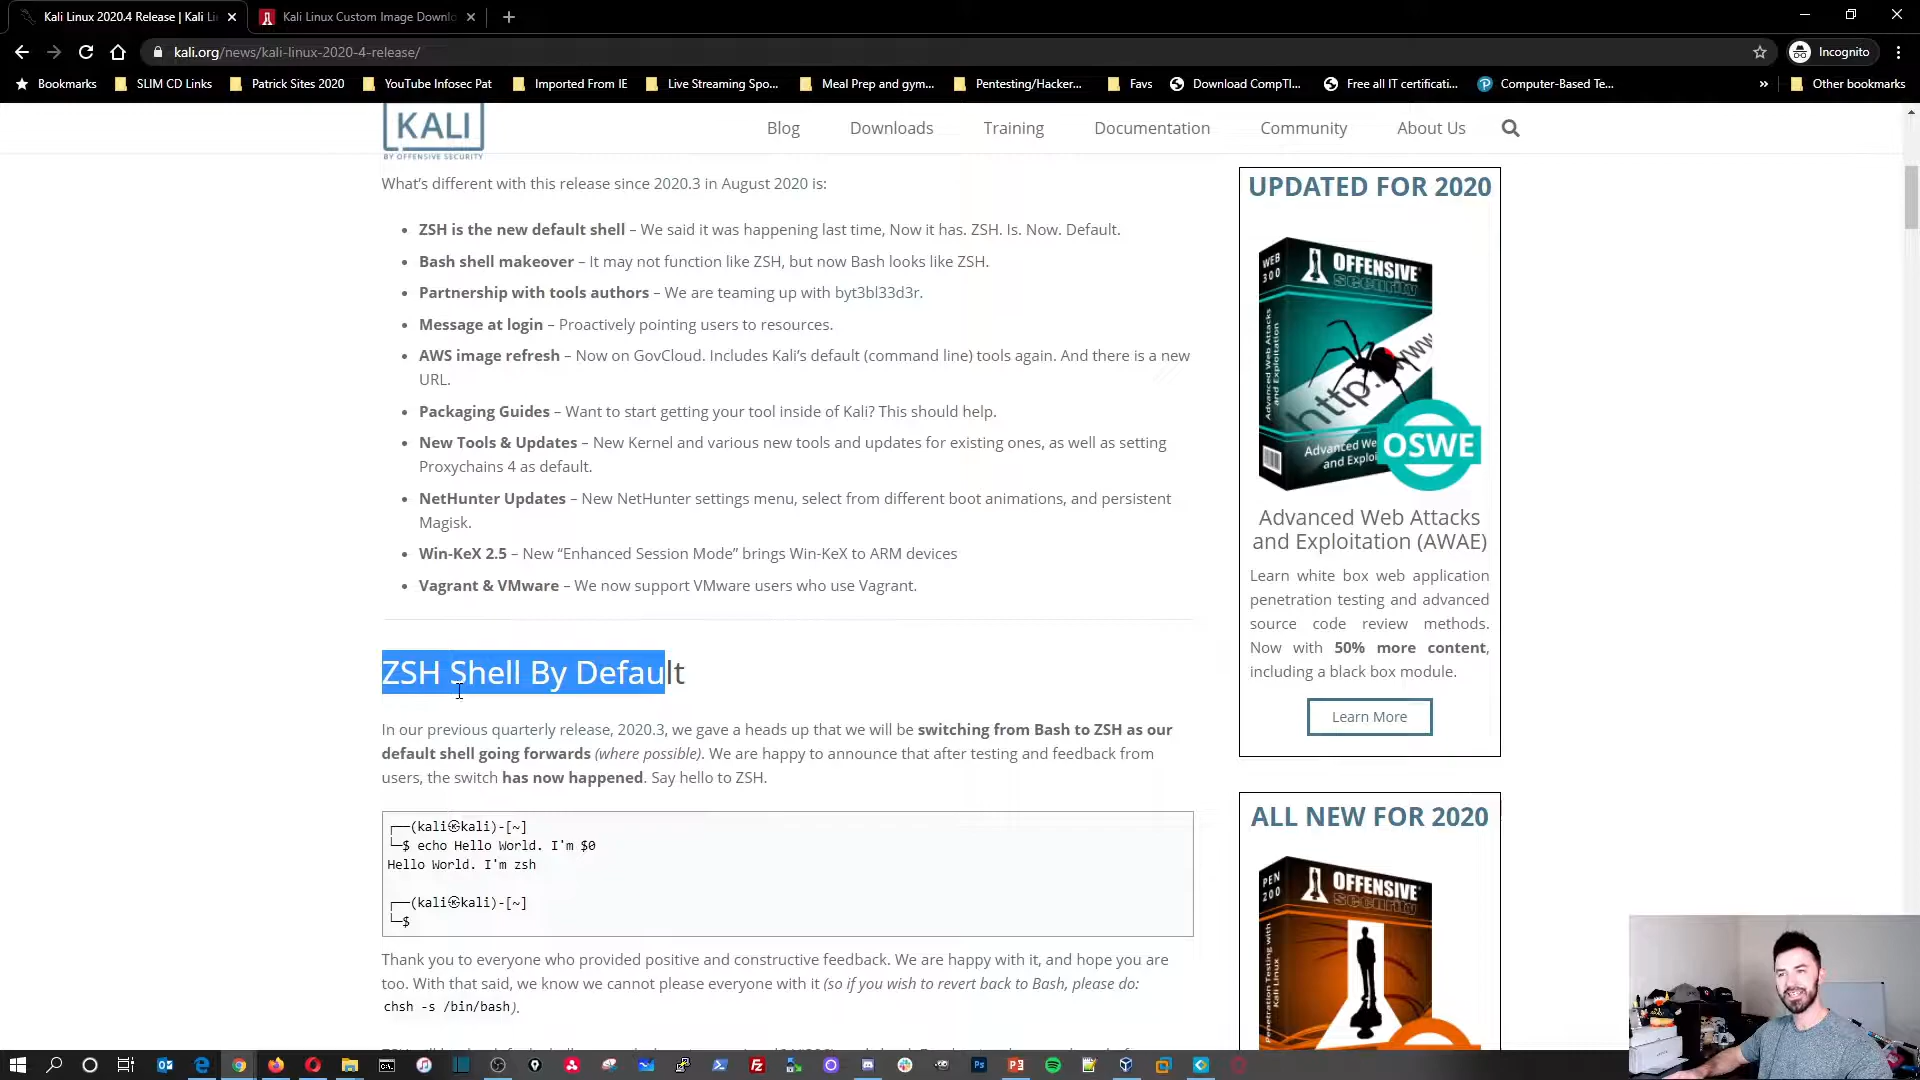 Kali Linux 2020.4 Release | Kali Li
Kali Linux Custom Image Downlo
kali.org/news/kali-linux-2020-4-release/
Incognito
Bookmarks
SLIM CD Links
Patrick Sites 2020
YouTube Infosec Pat
Imported From IE
Live Streaming Spo...
Meal Prep and gym...
Pentesting/Hacker...
Favs
Download CompTI...
Free all IT certificati...
Computer-Based Te...
»
Other bookmarks
KALI
BY OFFENSIVE SECURITY
Blog
Downloads
Training
Documentation
Community
About Us
What's different with this release since 2020.3 in August 2020 is:
• ZSH is the new default shell – We said it was happening last time, Now it has. ZSH. Is. Now. Default.
• Bash shell makeover – It may not function like ZSH, but now Bash looks like ZSH.
• Partnership with tools authors – We are teaming up with byt3bl33d3r.
• Message at login – Proactively pointing users to resources.
• AWS image refresh – Now on GovCloud. Includes Kali's default (command line) tools again. And there is a new
URL.
• Packaging Guides – Want to start getting your tool inside of Kali? This should help.
• New Tools & Updates – New Kernel and various new tools and updates for existing ones, as well as setting
Proxychains 4 as default.
• NetHunter Updates – New NetHunter settings menu, select from different boot animations, and persistent
Magisk.
• Win-KeX 2.5 – New “Enhanced Session Mode” brings Win-KeX to ARM devices
• Vagrant & VMware – We now support VMware users who use Vagrant.
ZSH Shell By Default
In our previous quarterly release, 2020.3, we gave a heads up that we will be switching from Bash to ZSH as our
default shell going forwards (where possible). We are happy to announce that after testing and feedback from
users, the switch has now happened. Say hello to ZSH.
┌──(kali㉿kali)-[~]
└─$ echo Hello World. I'm $0
Hello World. I'm zsh
┌──(kali㉿kali)-[~]
└─$
Thank you to everyone who provided positive and constructive feedback. We are happy with it, and hope you are
too. With that said, we know we cannot please everyone with it (so if you wish to revert back to Bash, please do:
chsh -s /bin/bash).
UPDATED FOR 2020
WEB 300
OFFENSIVE
security
Advanced Web Attacks
and Exploitation
http:
www
Advanced We
and Exploi
OSWE
Advanced Web Attacks
and Exploitation (AWAE)
Learn white box web application
penetration testing and advanced
source code review methods.
Now with 50% more content,
including a black box module.
Learn More
ALL NEW FOR 2020
PEN 200
OFFENSIVE
security
Penetration Testing with
Kali Linux